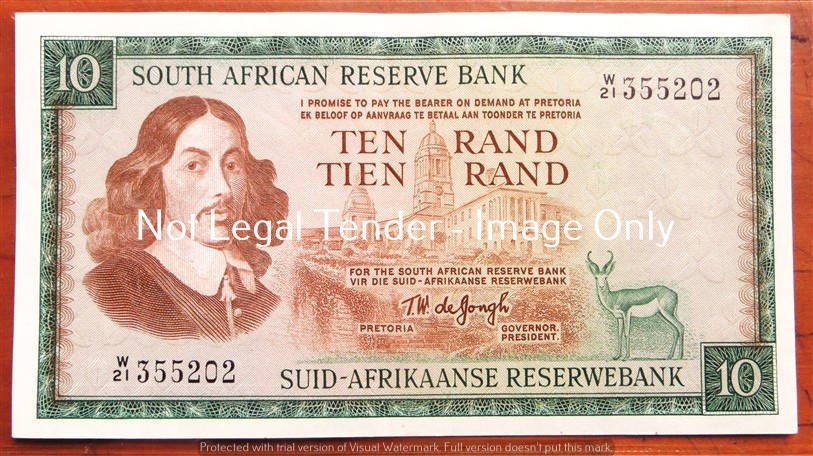 10
SOUTH AFRICAN RESERVE BANK
W/21 355202
I PROMISE TO PAY THE BEARER ON DEMAND AT PRETORIA
EK BELOOF OP AANVRAAG TE BETAAL AAN TOONDER TE PRETORIA
TEN RAND
TIEN RAND
Not Legal Tender - Image Only
FOR THE SOUTH AFRICAN RESERVE BANK
VIR DIE SUID-AFRIKAANSE RESERWEBANK
T.W. de Jongh
PRETORIA GOVERNOR.
PRESIDENT.
W/21 355202
SUID-AFRIKAANSE RESERWEBANK
10
Protected with trial version of Visual Watermark. Full version doesn't put this mark.